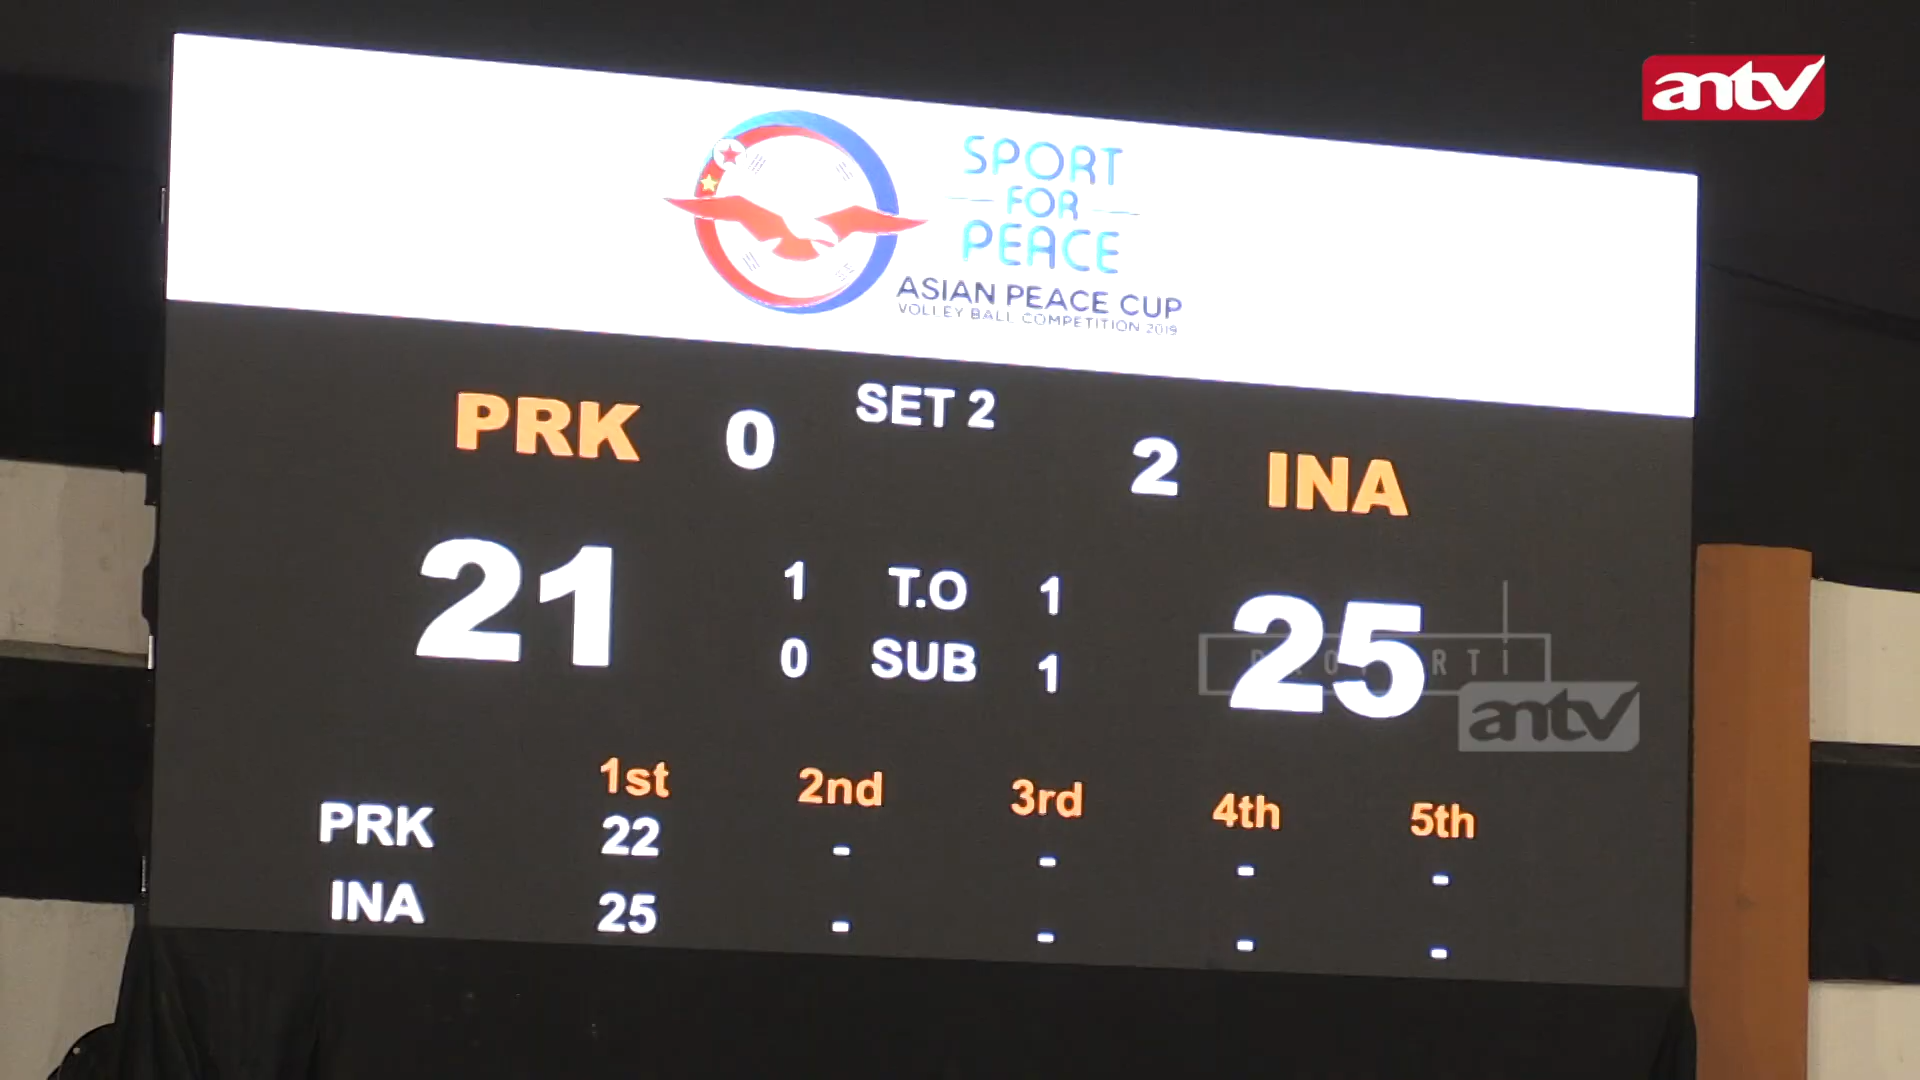 antv
SPORT
FOR
PEACE
ASIAN PEACE CUP
VOLLEY BALL COMPETITION 2019
PRK 0 SET 2 2 INA
21 1 T.O 1 25
0 SUB 1
antv
1st 2nd 3rd 4th 5th
PRK 22 - - - -
INA 25 - - - -